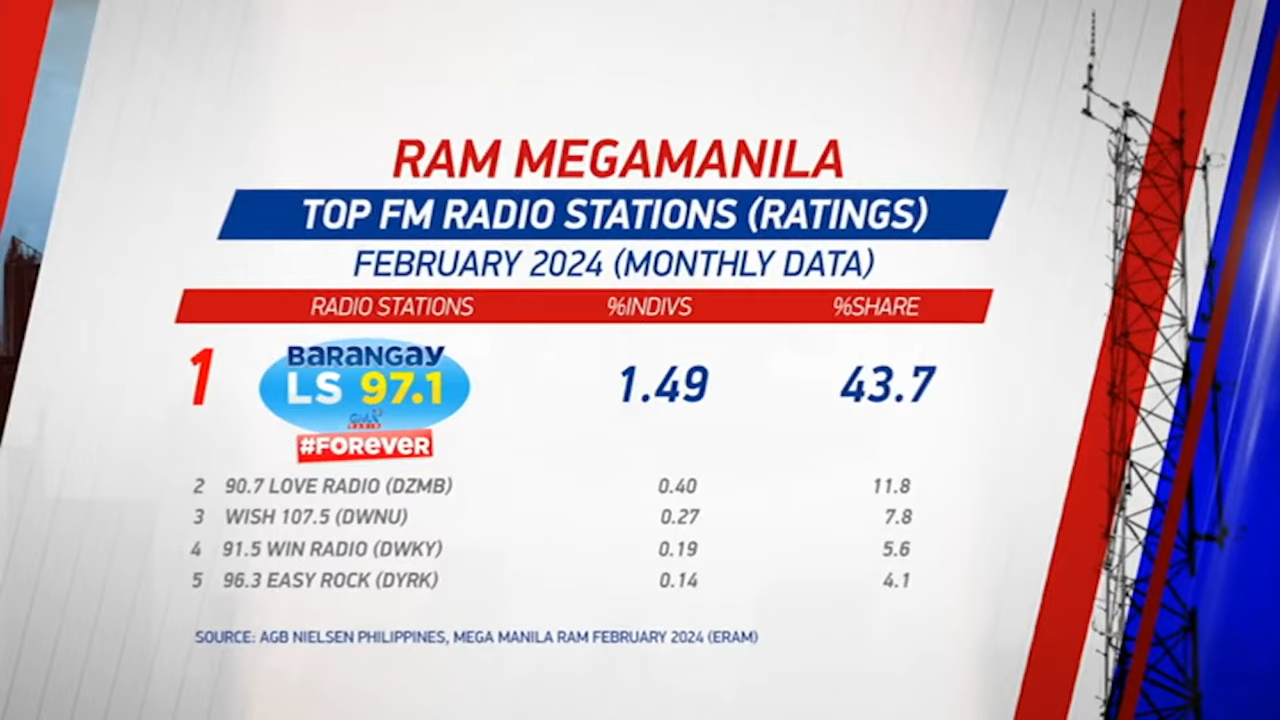 RAM MEGAMANILA
TOP FM RADIO STATIONS (RATINGS)
FEBRUARY 2024 (MONTHLY DATA)
RADIO STATIONS %INDIVS %SHARE
1 BARANGAY LS 97.1 GMA RADIO #FOREVER 1.49 43.7
2 90.7 LOVE RADIO (DZMB) 0.40 11.8
3 WISH 107.5 (DWNU) 0.27 7.8
4 91.5 WIN RADIO (DWKY) 0.19 5.6
5 96.3 EASY ROCK (DYRK) 0.14 4.1
SOURCE: AGB NIELSEN PHILIPPINES, MEGA MANILA RAM FEBRUARY 2024 (ERAM)